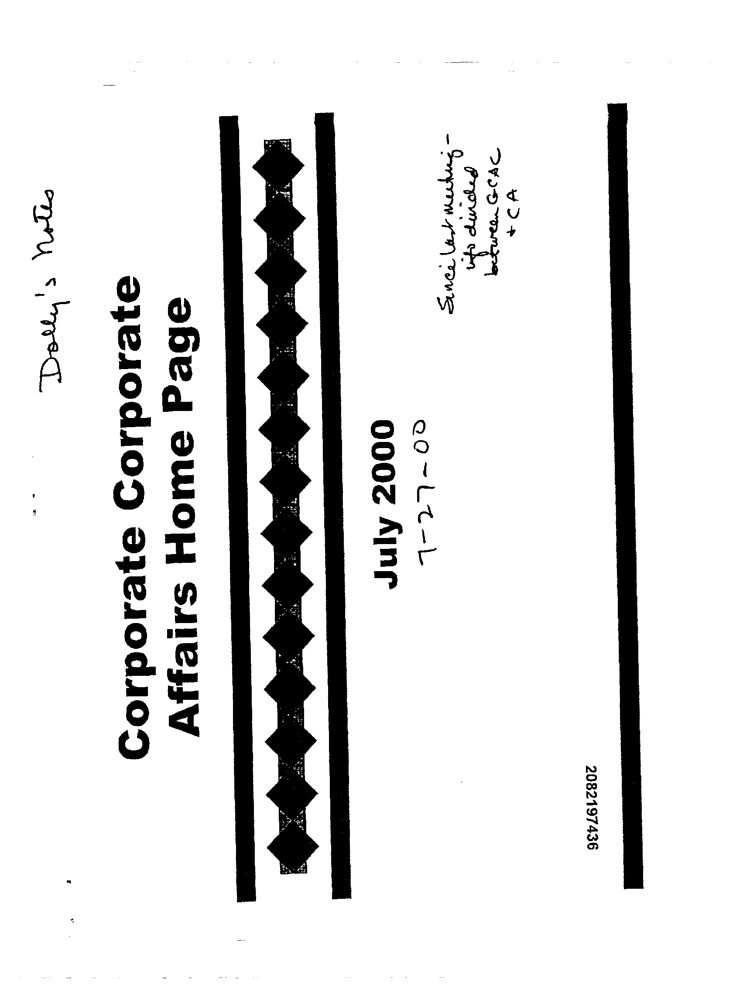 Dolly's notes
Corporate Corporate
Affairs Home Page
July 2000
7-27-00
Since last meeting -
info divided
between GCAC
+ CA
2082197436